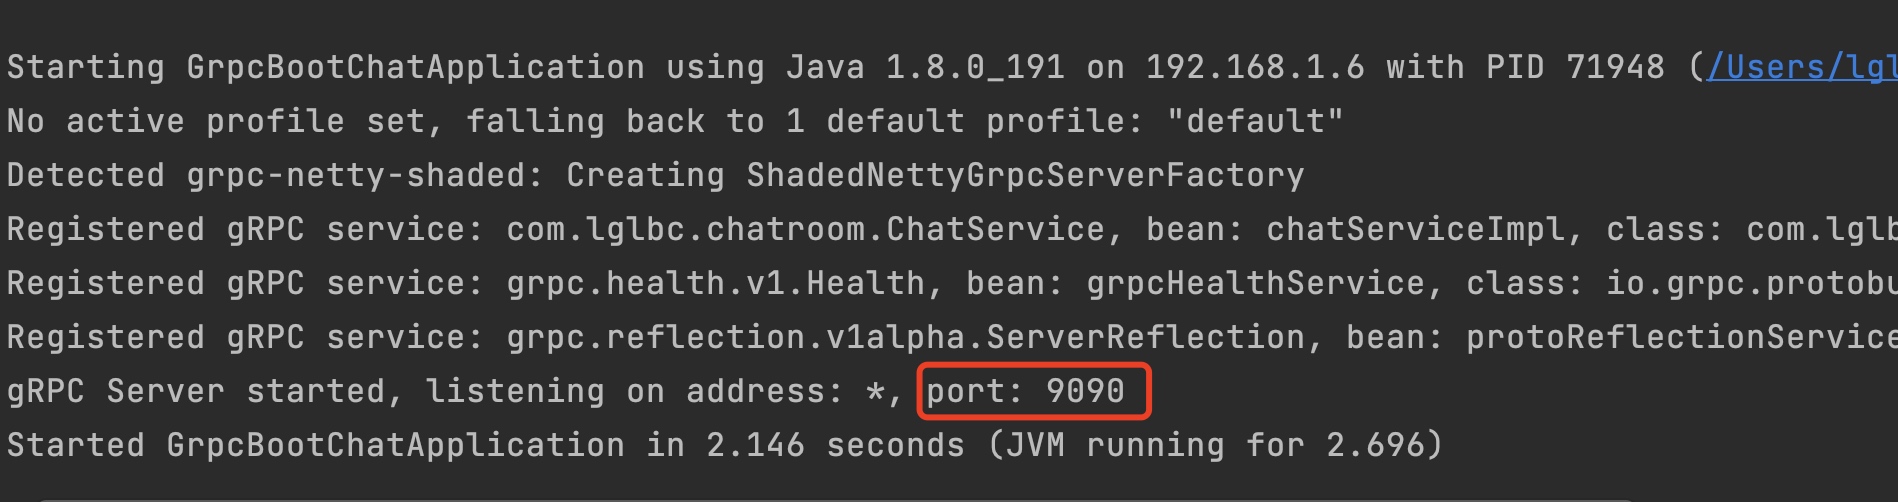 Starting GrpcBootChatApplication using Java 1.8.0_191 on 192.168.1.6 with PID 71948 (/Users/lgl
No active profile set, falling back to 1 default profile: "default"
Detected grpc-netty-shaded: Creating ShadedNettyGrpcServerFactory
Registered gRPC service: com.lglbc.chatroom.ChatService, bean: chatServiceImpl, class: com.lglb
Registered gRPC service: grpc.health.v1.Health, bean: grpcHealthService, class: io.grpc.protobu
Registered gRPC service: grpc.reflection.v1alpha.ServerReflection, bean: protoReflectionService
gRPC Server started, listening on address: *, port: 9090
Started GrpcBootChatApplication in 2.146 seconds (JVM running for 2.696)